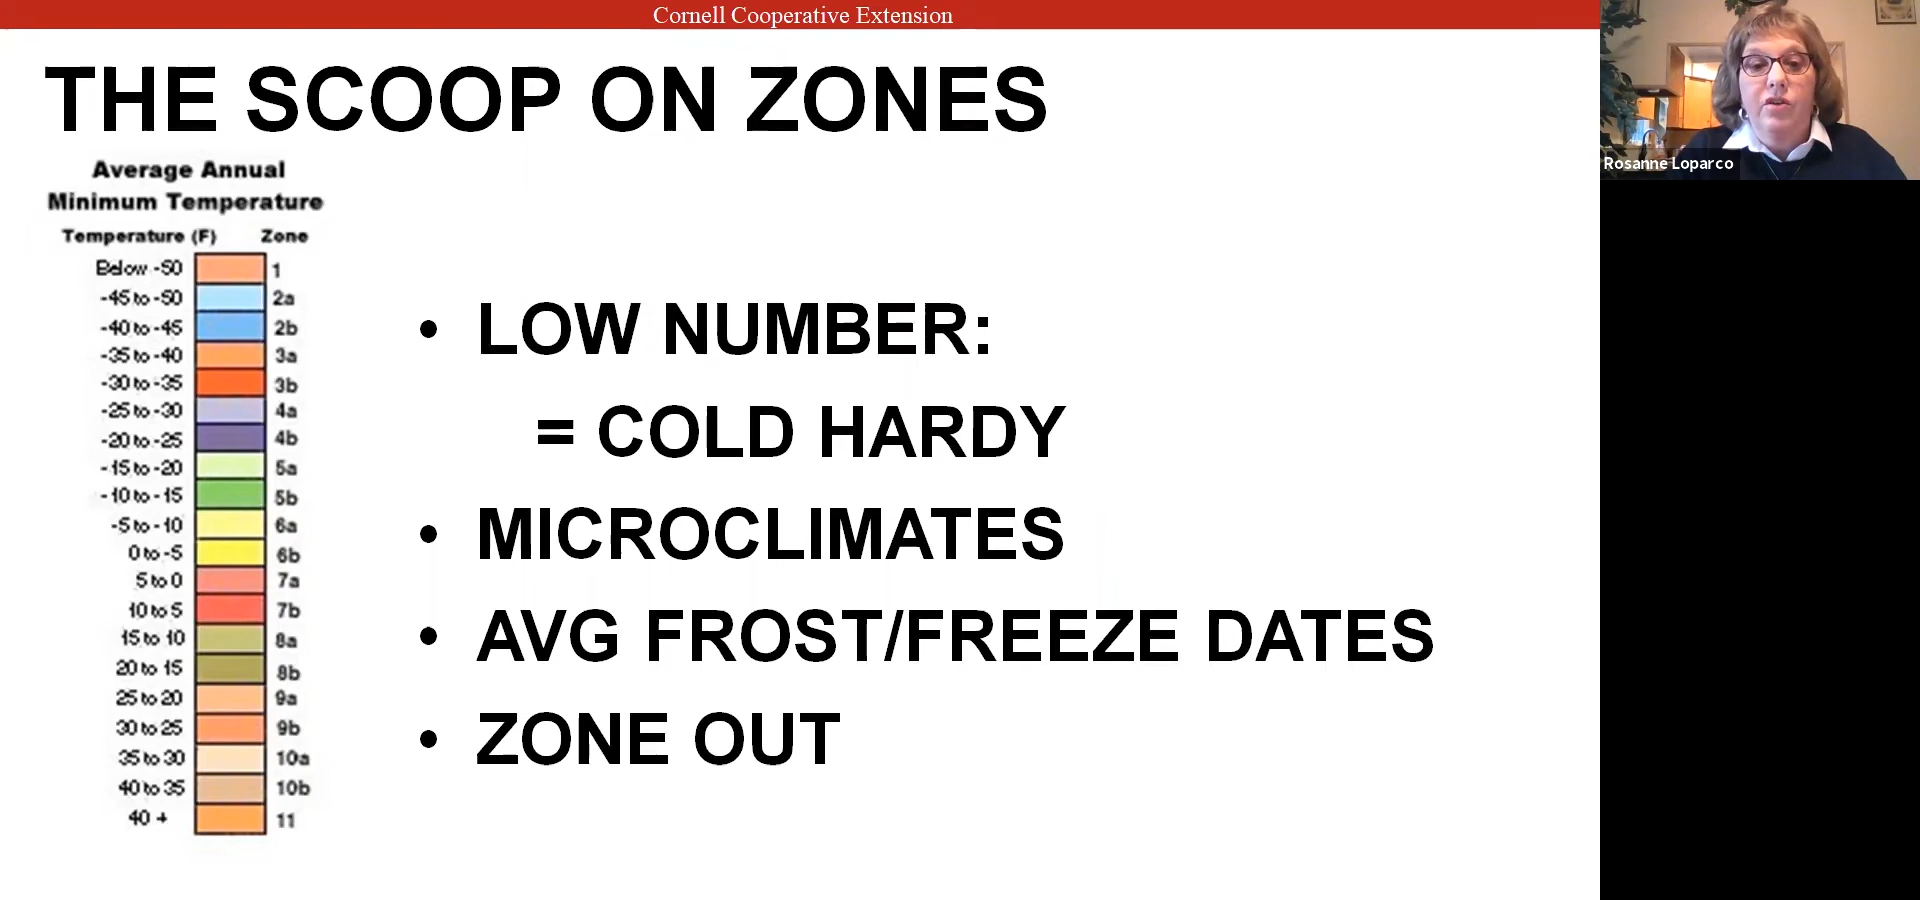 Cornell Cooperative Extension
THE SCOOP ON ZONES
Average Annual
Minimum Temperature
Temperature (F) Zone
Below -50 1
-45 to -50 2a
-40 to -45 2b
-35 to -40 3a
-30 to -35 3b
-25 to -30 4a
-20 to -25 4b
-15 to -20 5a
-10 to -15 5b
-5 to -10 6a
0 to -5 6b
5 to 0 7a
10 to 5 7b
15 to 10 8a
20 to 15 8b
25 to 20 9a
30 to 25 9b
35 to 30 10a
40 to 35 10b
40 + 11
• LOW NUMBER:
= COLD HARDY
• MICROCLIMATES
• AVG FROST/FREEZE DATES
• ZONE OUT
Rosanne Loparco